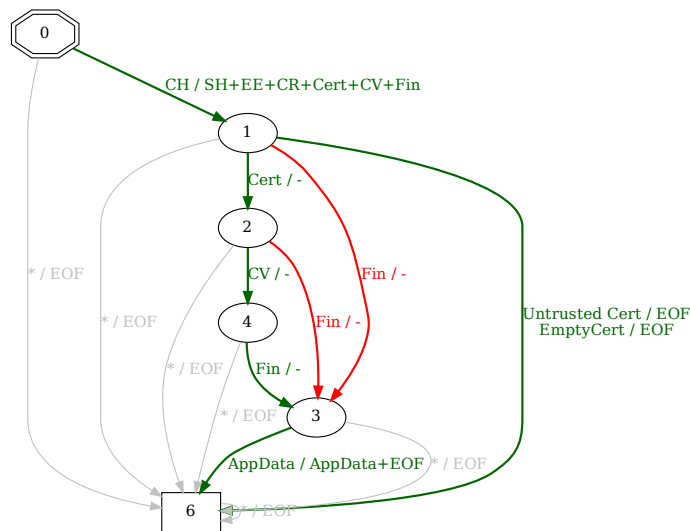 0
CH / SH+EE+CR+Cert+CV+Fin
1
Cert / -
2
* / EOF
CV / -
Fin / -
* / EOF
Untrusted Cert / EOF
EmptyCert / EOF
4
Fin / -
* / EOF
Fin / -
* / EOF
3
AppData / AppData+EOF
* / EOF
6
* / EOF